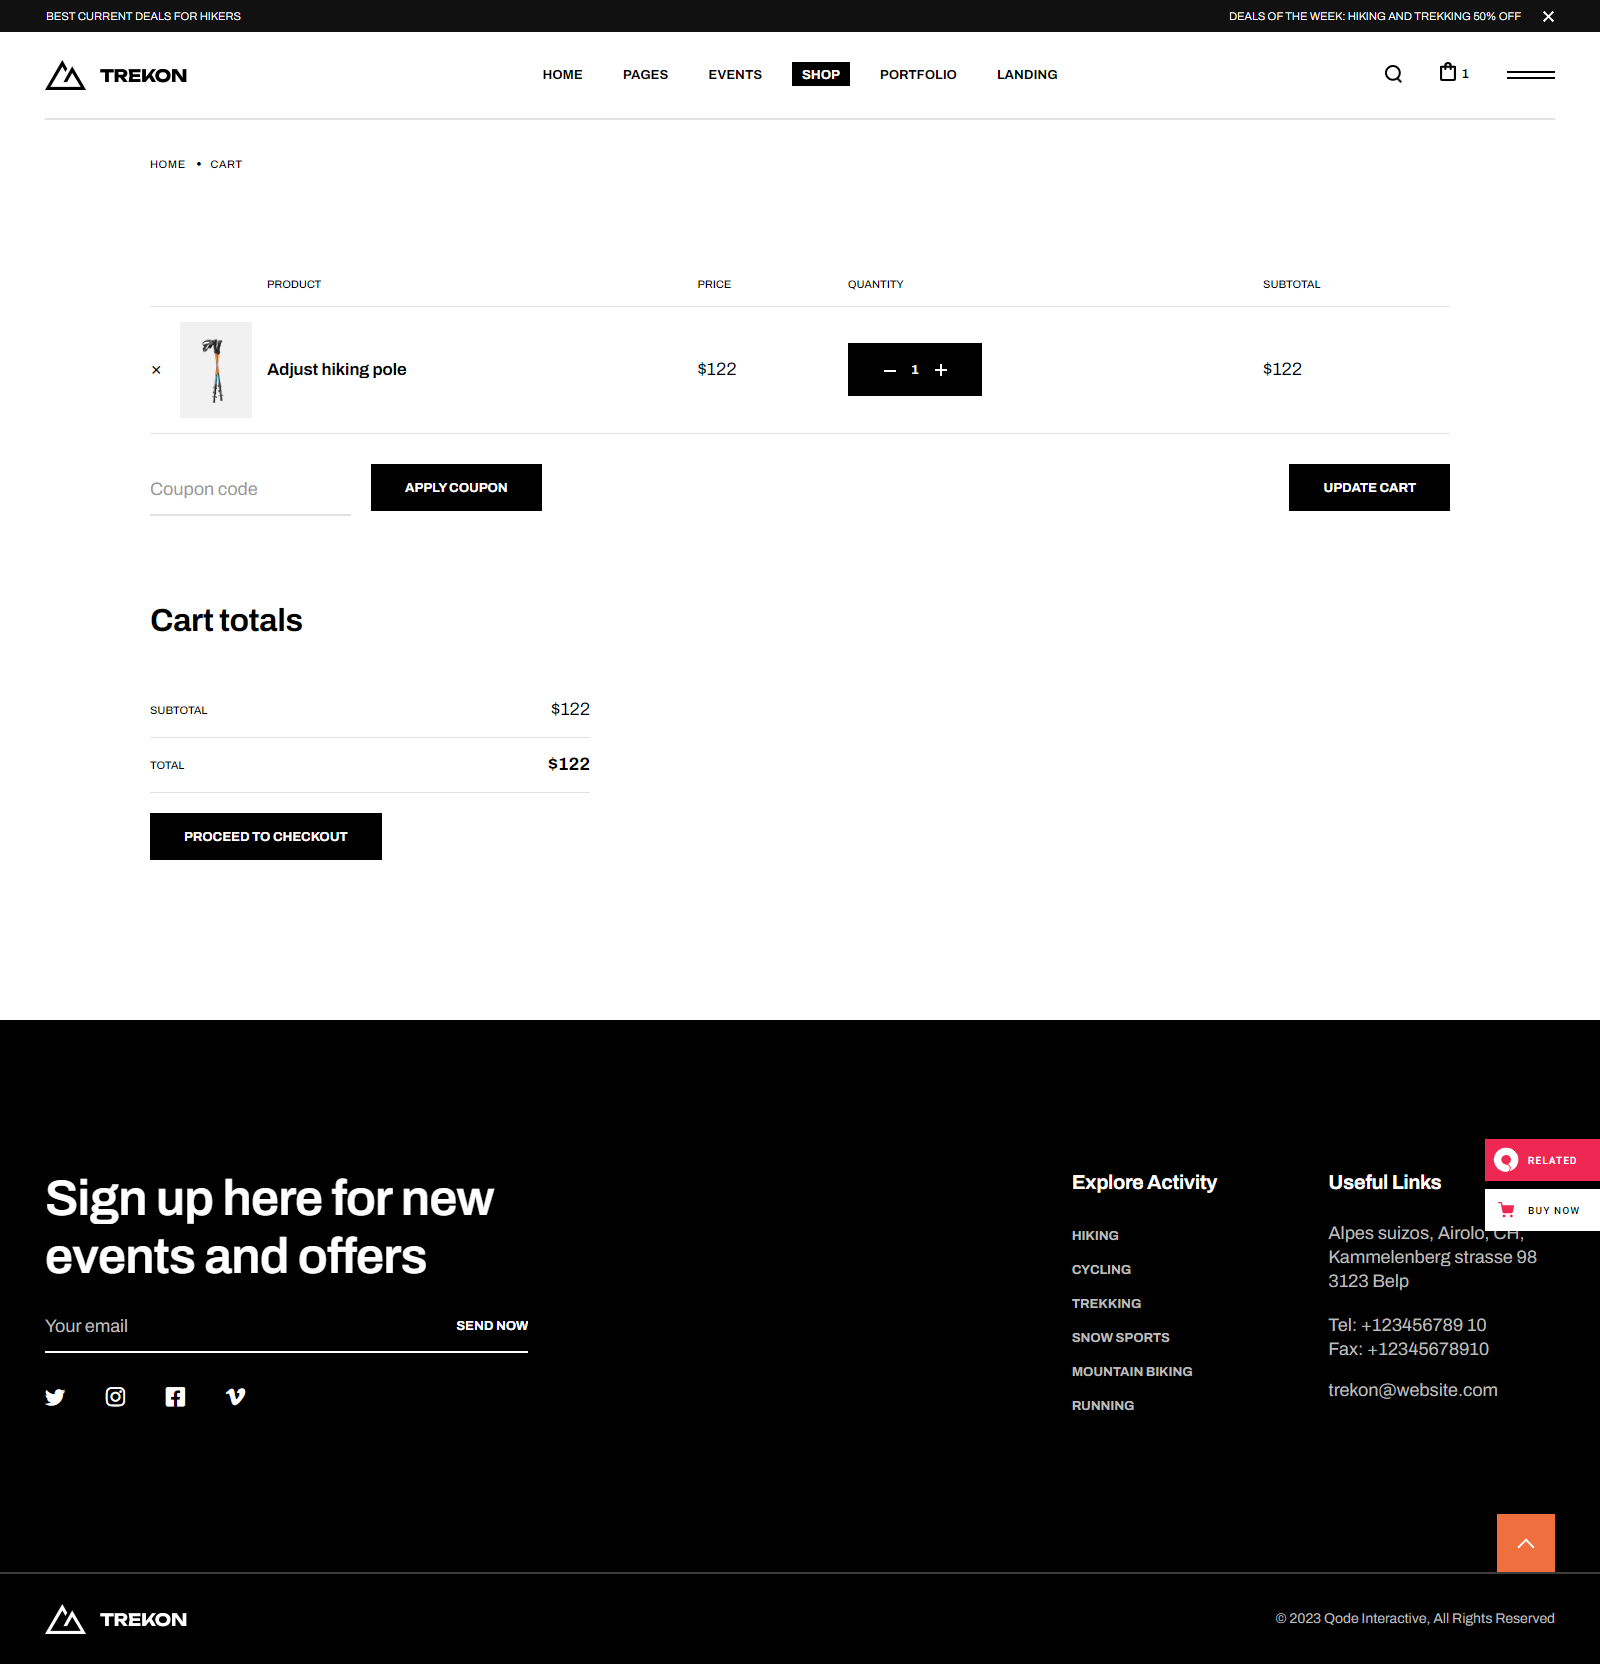 BEST CURRENT DEALS FOR HIKERS
DEALS OF THE WEEK: HIKING AND TREKKING 50% OFF
TREKON
HOME PAGES EVENTS SHOP PORTFOLIO LANDING
1
HOME • CART
PRODUCT PRICE QUANTITY SUBTOTAL
× Adjust hiking pole $122 — 1 + $122
Coupon code APPLY COUPON UPDATE CART
Cart totals
SUBTOTAL $122
TOTAL $122
PROCEED TO CHECKOUT
Sign up here for new
events and offers
Your email SEND NOW
Explore Activity
HIKING
CYCLING
TREKKING
SNOW SPORTS
MOUNTAIN BIKING
RUNNING
Useful Links
Alpes suizos, Airolo, CH,
Kammelenberg strasse 98
3123 Belp
Tel: +123456789 10
Fax: +12345678910
trekon@website.com
RELATED
BUY NOW
TREKON
© 2023 Qode Interactive, All Rights Reserved